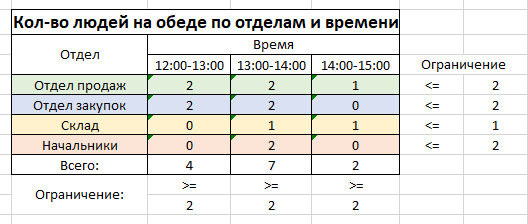 Кол-во людей на обеде по отделам и времени
Отдел Время
12:00-13:00 13:00-14:00 14:00-15:00 Ограничение
Отдел продаж 2 2 1 <= 2
Отдел закупок 2 2 0 <= 2
Склад 0 1 1 <= 1
Начальники 0 2 0 <= 2
Всего: 4 7 2
Ограничение: >= >= >=
2 2 2